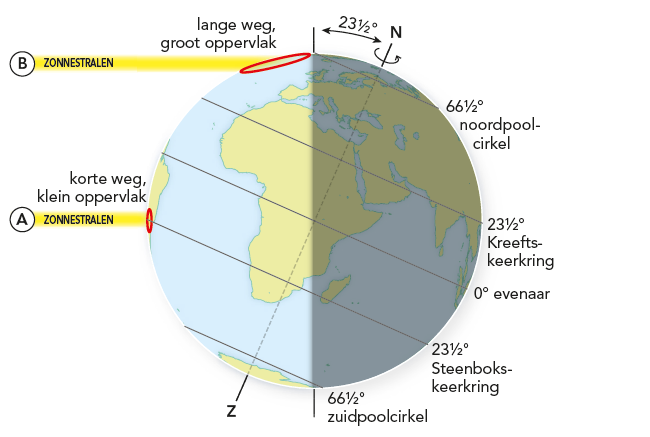 lange weg,
groot oppervlak
23½°
N
B
ZONNESTRALEN
66½°
noordpool-
cirkel
korte weg,
klein oppervlak
A
ZONNESTRALEN
23½°
Kreefts-
keerkring
0° evenaar
23½°
Steenboks-
keerkring
66½°
zuidpoolcirkel
Z